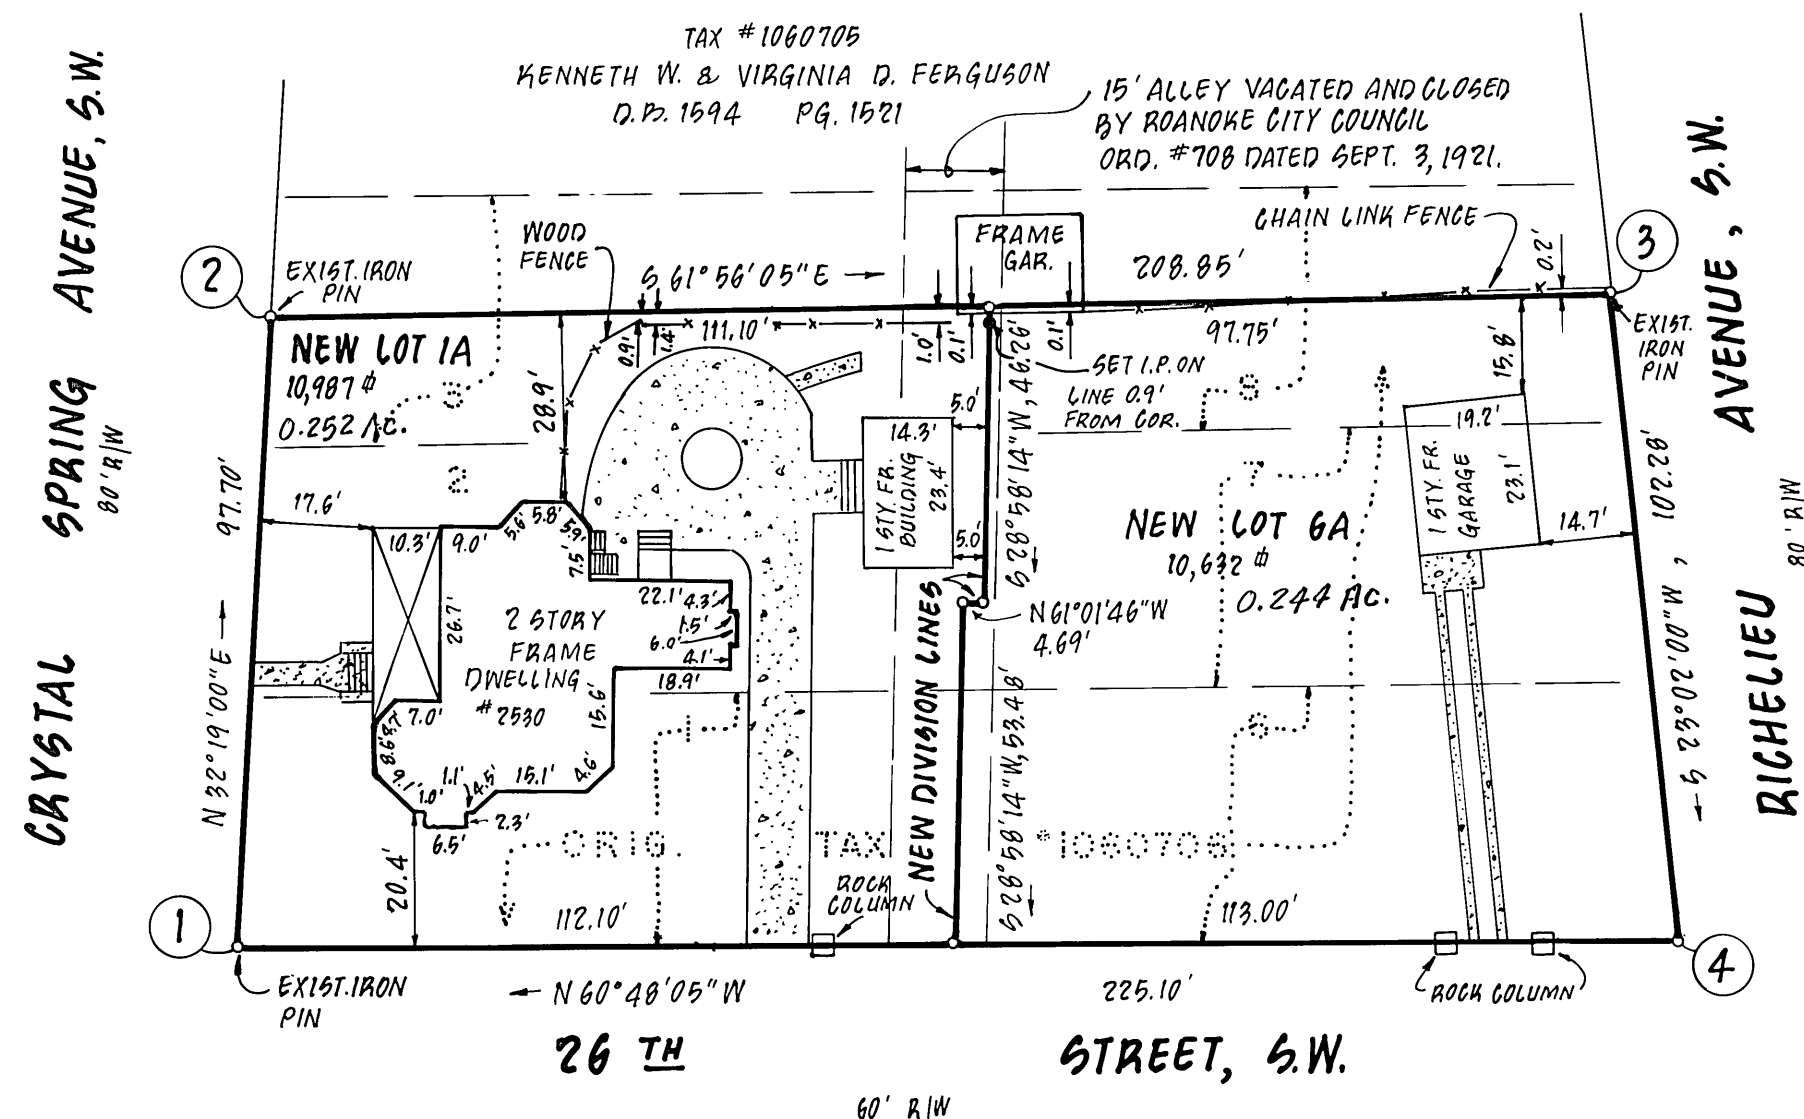 TAX #1060705
KENNETH W. & VIRGINIA D. FERGUSON
D.B. 1594 PG. 1521
15' ALLEY VACATED AND CLOSED
BY ROANOKE CITY COUNCIL
ORD. #708 DATED SEPT. 3, 1921.
CRYSTAL SPRING AVENUE, S.W.
80' R/W
N 32° 19' 00" E
97.70'
2
EXIST. IRON
PIN
WOOD
FENCE
S 61° 56' 05" E
208.85'
FRAME
GAR.
CHAIN LINK FENCE
0.2'
3
EXIST.
IRON
PIN
NEW LOT 1A
10,987 ⌗
0.252 AC.
3
2
28.9'
0.9'
1.4'
111.10'
1.0'
0.1'
0.1'
97.75'
15.8'
SET I.P. ON
LINE 0.9'
FROM COR.
S 28° 58' 14" W, 46.26'
5.0'
14.3'
1 STY. FR.
BUILDING
23.4'
5.0'
8
7
19.2'
1 STY. FR.
GARAGE
23.1'
14.7'
NEW LOT 6A
10,632 ⌗
0.244 AC.
N 61° 01' 46" W
4.69'
17.6'
10.3'
9.0'
5.6'
5.8'
5.9'
7.5'
22.1'
4.3'
1.5'
6.0'
4.1'
18.9'
26.7'
2 STORY
FRAME
DWELLING
#2530
15.6'
7.0'
3.7'
8.6'
9.1'
1.0'
1.1'
4.5'
15.1'
4.6'
2.3'
6.5'
20.4'
1
6
NEW DIVISION LINES
S 28° 58' 14" W, 53.48'
ORIG. TAX #1060708
ROCK
COLUMN
112.10'
113.00'
1
EXIST. IRON
PIN
N 60° 48' 05" W
225.10'
ROCK COLUMN
4
S 23° 20' 00" W,
102.28'
RICHELIEU AVENUE, S.W.
80' R/W
26 TH STREET, S.W.
60' R/W